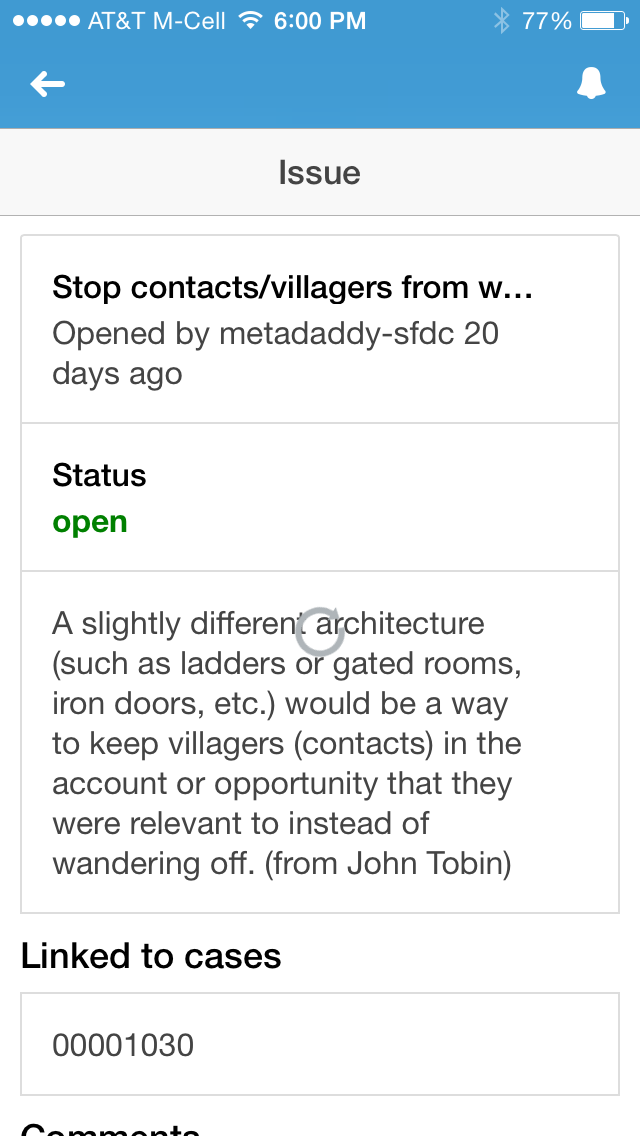 AT&T M-Cell 6:00 PM 77%
Issue
Stop contacts/villagers from w...
Opened by metadaddy-sfdc 20
days ago
Status
open
A slightly different architecture
(such as ladders or gated rooms,
iron doors, etc.) would be a way
to keep villagers (contacts) in the
account or opportunity that they
were relevant to instead of
wandering off. (from John Tobin)
Linked to cases
00001030
Comments